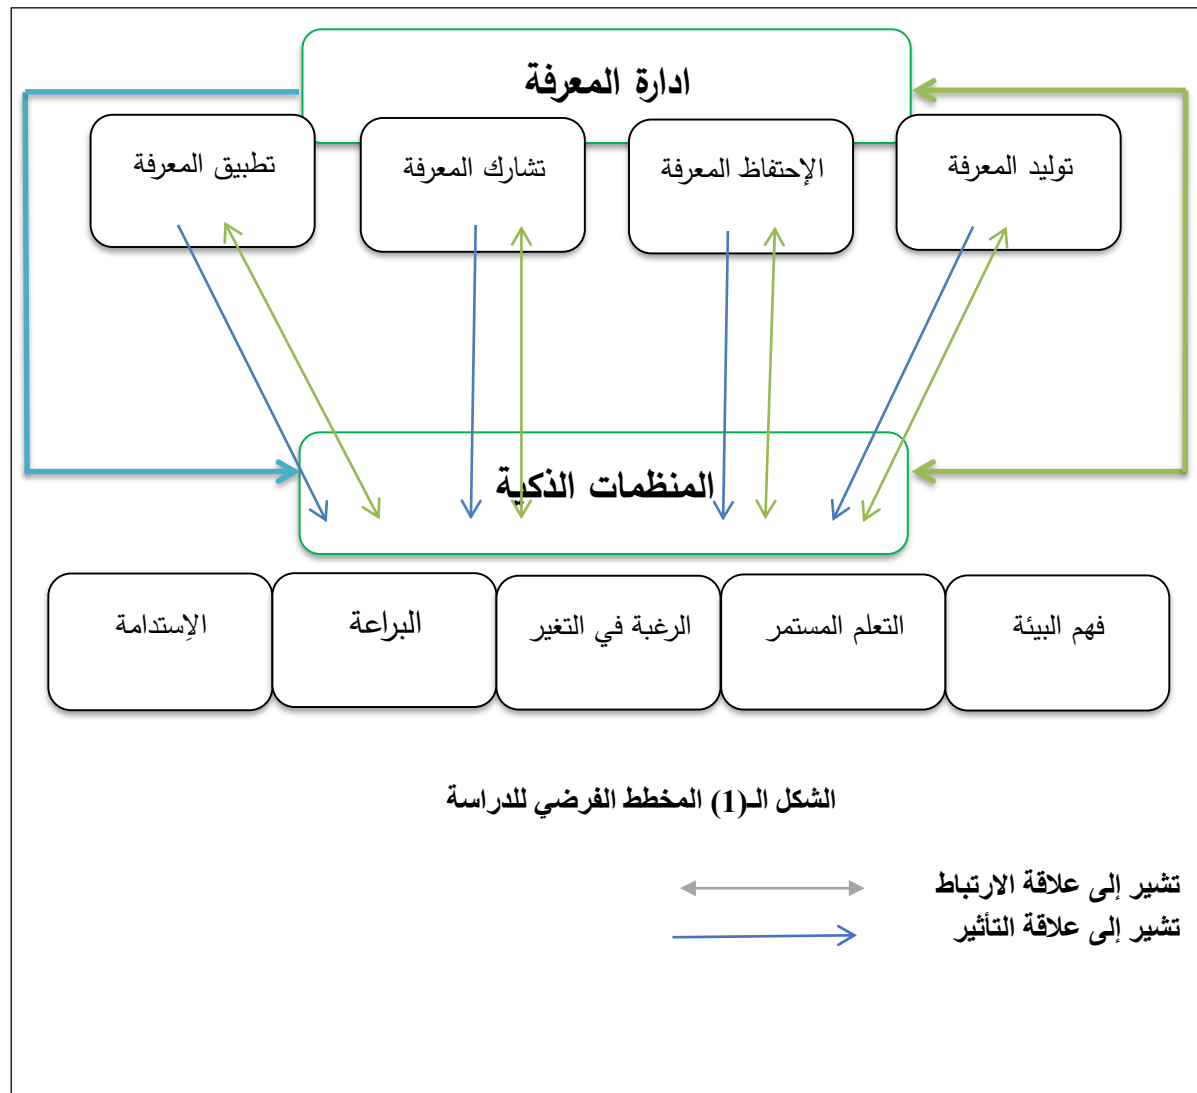 ادارة المعرفة
توليد المعرفة
الإحتفاظ المعرفة
تشارك المعرفة
تطبيق المعرفة
المنظمات الذكية
فهم البيئة
التعلم المستمر
الرغبة في التغير
البراعة
الإستدامة
الشكل الـ(1) المخطط الفرضي للدراسة
تشير إلى علاقة الارتباط
تشير إلى علاقة التأثير